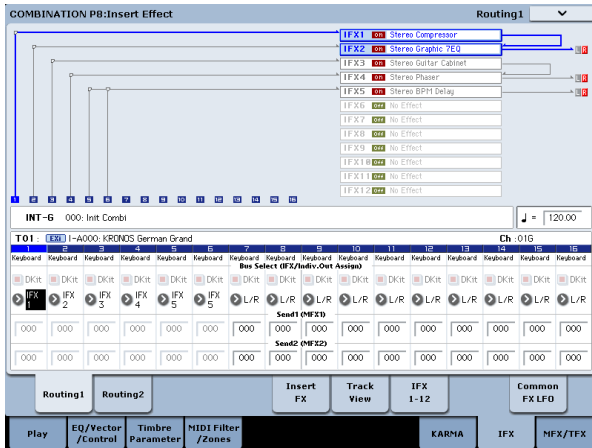 COMBINATION P8:Insert Effect Routing1
IFX1 ON Stereo Compressor
IFX2 ON Stereo Graphic 7EQ L R
IFX3 ON Stereo Guitar Cabinet
IFX4 ON Stereo Phaser L R
IFX5 ON Stereo BPM Delay L R
IFX6 OFF No Effect
IFX7 OFF No Effect
IFX8 OFF No Effect
IFX9 OFF No Effect
IFX10 OFF No Effect
IFX11 OFF No Effect
IFX12 OFF No Effect
1 2 3 4 5 6 7 8 9 10 11 12 13 14 15 16
INT-G 000: Init Combi ♩ = 120.00
T01 : EXi I-A000: KRONOS German Grand Ch :01G
1 2 3 4 5 6 7 8 9 10 11 12 13 14 15 16
Keyboard Keyboard Keyboard Keyboard Keyboard Keyboard Keyboard Keyboard Keyboard Keyboard Keyboard Keyboard Keyboard Keyboard Keyboard Keyboard
Bus Select (IFX/Indiv.Out Assign)
DKit DKit DKit DKit DKit DKit DKit DKit DKit DKit DKit DKit DKit DKit DKit DKit
IFX 1 IFX 2 IFX 3 IFX 4 IFX 5 IFX 5 L/R L/R L/R L/R L/R L/R L/R L/R L/R L/R
Send1 (MFX1)
000 000 000 000 000 000 000 000 000 000 000 000 000 000 000 000
Send2 (MFX2)
000 000 000 000 000 000 000 000 000 000 000 000 000 000 000 000
Routing1 Routing2 Insert FX Track View IFX 1-12 Common FX LFO
Play EQ/Vector /Control Timbre Parameter MIDI Filter /Zones KARMA IFX MFX/TFX